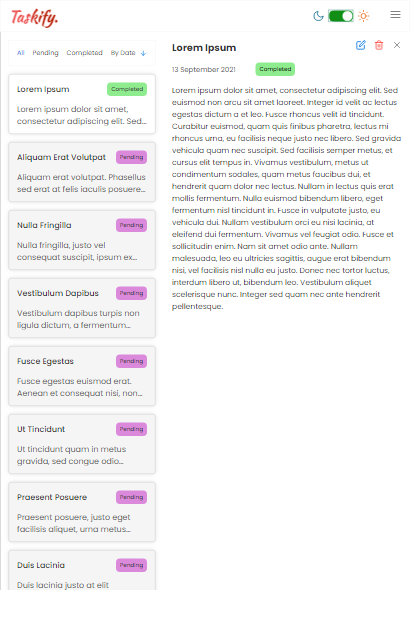 Taskify.
All Pending Completed By Date
Lorem Ipsum
Completed
Lorem ipsum dolor sit amet,
consectetur adipiscing elit. Sed...
Aliquam Erat Volutpat
Pending
Aliquam erat volutpat. Phasellus
sed erat at felis iaculis posuere...
Nulla Fringilla
Pending
Nulla fringilla, justo vel
consequat suscipit, ipsum ex...
Vestibulum Dapibus
Pending
Vestibulum dapibus turpis non
ligula dictum, a fermentum...
Fusce Egestas
Pending
Fusce egestas euismod erat.
Aenean et consequat nisi, non...
Ut Tincidunt
Pending
Ut tincidunt quam in metus
gravida, sed congue odio...
Praesent Posuere
Pending
Praesent posuere, justo eget
facilisis aliquet, urna metus...
Duis Lacinia
Pending
Duis lacinia justo at elit
Lorem Ipsum
13 September 2021
Completed
Lorem ipsum dolor sit amet, consectetur adipiscing elit. Sed
euismod non arcu sit amet laoreet. Integer id velit ac lectus
egestas dictum a et leo. Fusce rhoncus velit id tincidunt.
Curabitur euismod, quam quis finibus pharetra, lectus mi
rhoncus urna, eu facilisis neque justo nec libero. Sed gravida
vehicula quam nec suscipit. Sed facilisis semper metus, et
cursus elit tempus in. Vivamus vestibulum, metus ut
condimentum sodales, quam metus faucibus dui, et
hendrerit quam dolor nec lectus. Nullam in lectus quis erat
mollis fermentum. Nulla euismod bibendum libero, eget
fermentum nisl tincidunt in. Fusce in vulputate justo, eu
vehicula dui. Nullam vestibulum orci eu nisi lacinia, at
eleifend dui fermentum. Vivamus vel feugiat odio. Fusce et
sollicitudin enim. Nam sit amet odio ante. Nullam
malesuada, leo eu ultricies sagittis, augue erat bibendum
nisi, vel facilisis nisl nulla eu justo. Donec nec tortor luctus,
interdum libero ut, bibendum leo. Vestibulum aliquet
scelerisque nunc. Integer sed quam nec ante hendrerit
pellentesque.